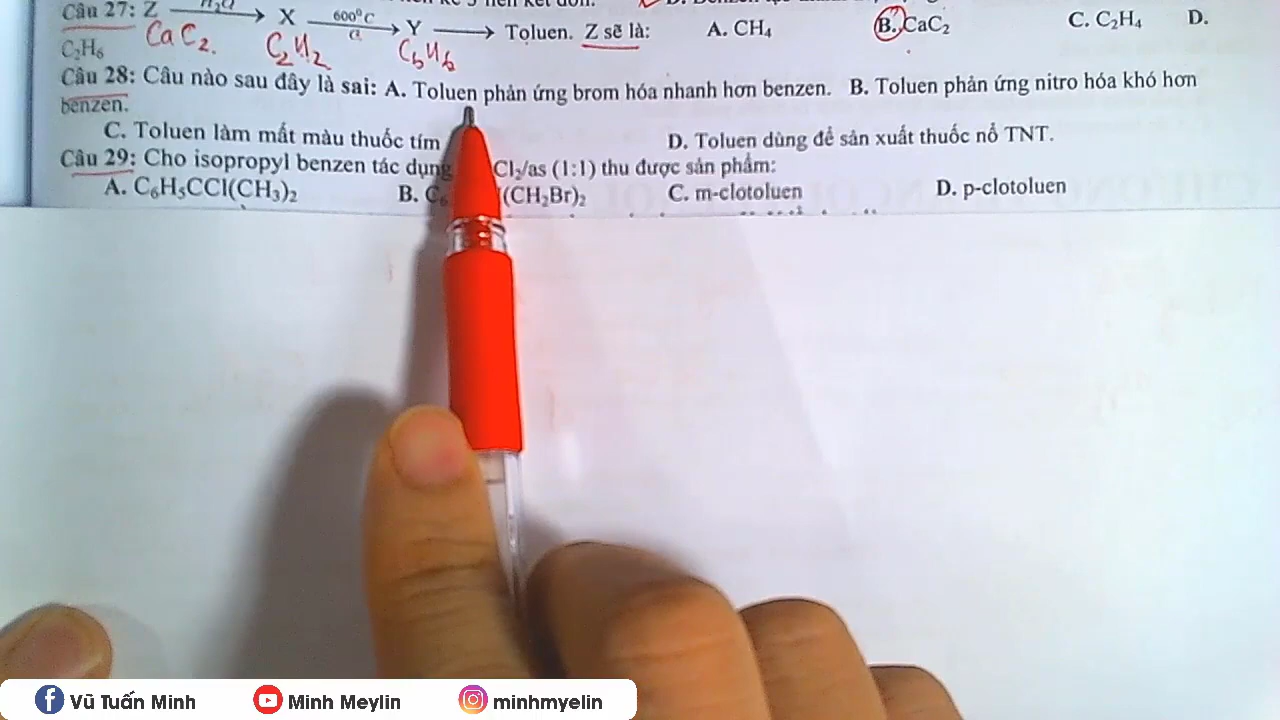 Câu 27: Z H₂O X 600⁰C Y Toluen. Z sẽ là: A. CH₄ B. CaC₂ C. C₂H₄ D.
CaC₂. C₂H₂ C₆H₆
C₂H₆
Câu 28: Câu nào sau đây là sai: A. Toluen phản ứng brom hóa nhanh hơn benzen. B. Toluen phản ứng nitro hóa khó hơn
benzen.
C. Toluen làm mất màu thuốc tím D. Toluen dùng để sản xuất thuốc nổ TNT.
Câu 29: Cho isopropyl benzen tác dụng Cl₂/as (1:1) thu được sản phẩm:
A. C₆H₅CCl(CH₃)₂ B. C₆ (CH₂Br)₂ C. m-clotoluen D. p-clotoluen
Vũ Tuấn Minh Minh Meylin minhmyelin